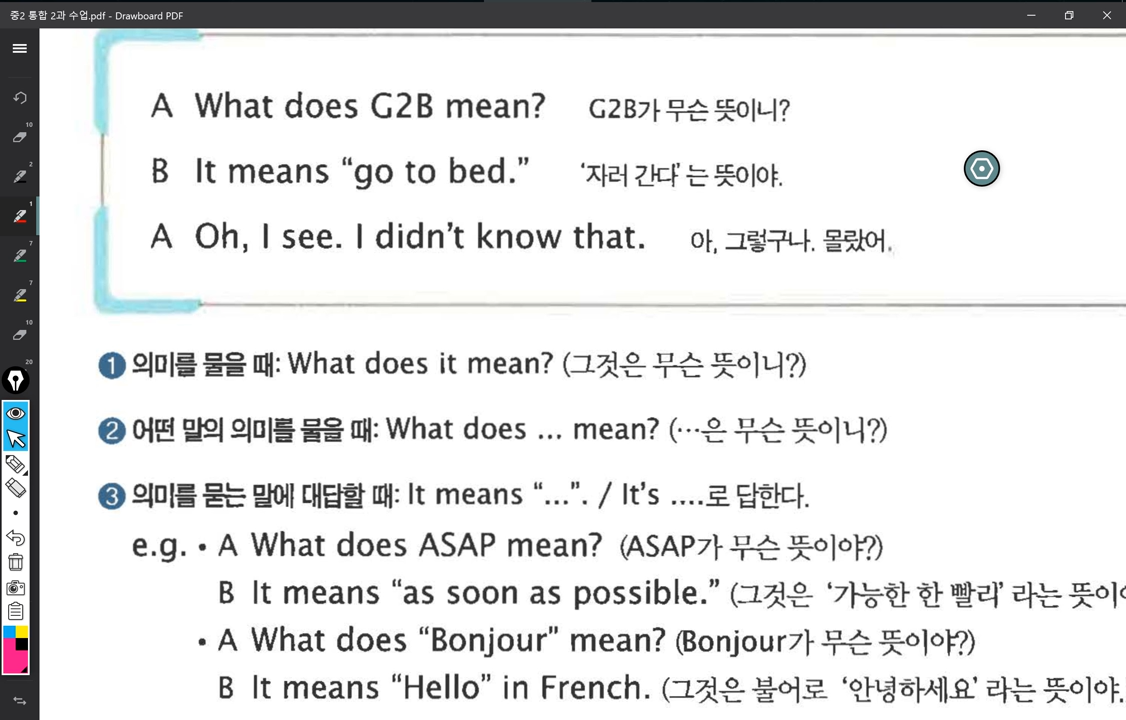 중2 통합 2과 수업.pdf - Drawboard PDF
A What does G2B mean? G2B가 무슨 뜻이니?
B It means “go to bed.” ‘자러 간다’ 는 뜻이야.
A Oh, I see. I didn’t know that. 아, 그렇구나. 몰랐어.
1 의미를 물을 때: What does it mean? (그것은 무슨 뜻이니?)
2 어떤 말의 의미를 물을 때: What does ... mean? (…은 무슨 뜻이니?)
3 의미를 묻는 말에 대답할 때: It means “...”. / It’s ....로 답한다.
e.g. • A What does ASAP mean? (ASAP가 무슨 뜻이야?)
B It means “as soon as possible.” (그것은 ‘가능한 한 빨리’ 라는 뜻이
• A What does “Bonjour” mean? (Bonjour가 무슨 뜻이야?)
B It means “Hello” in French. (그것은 불어로 ‘안녕하세요’ 라는 뜻이야.
10
2
1
7
7
10
20